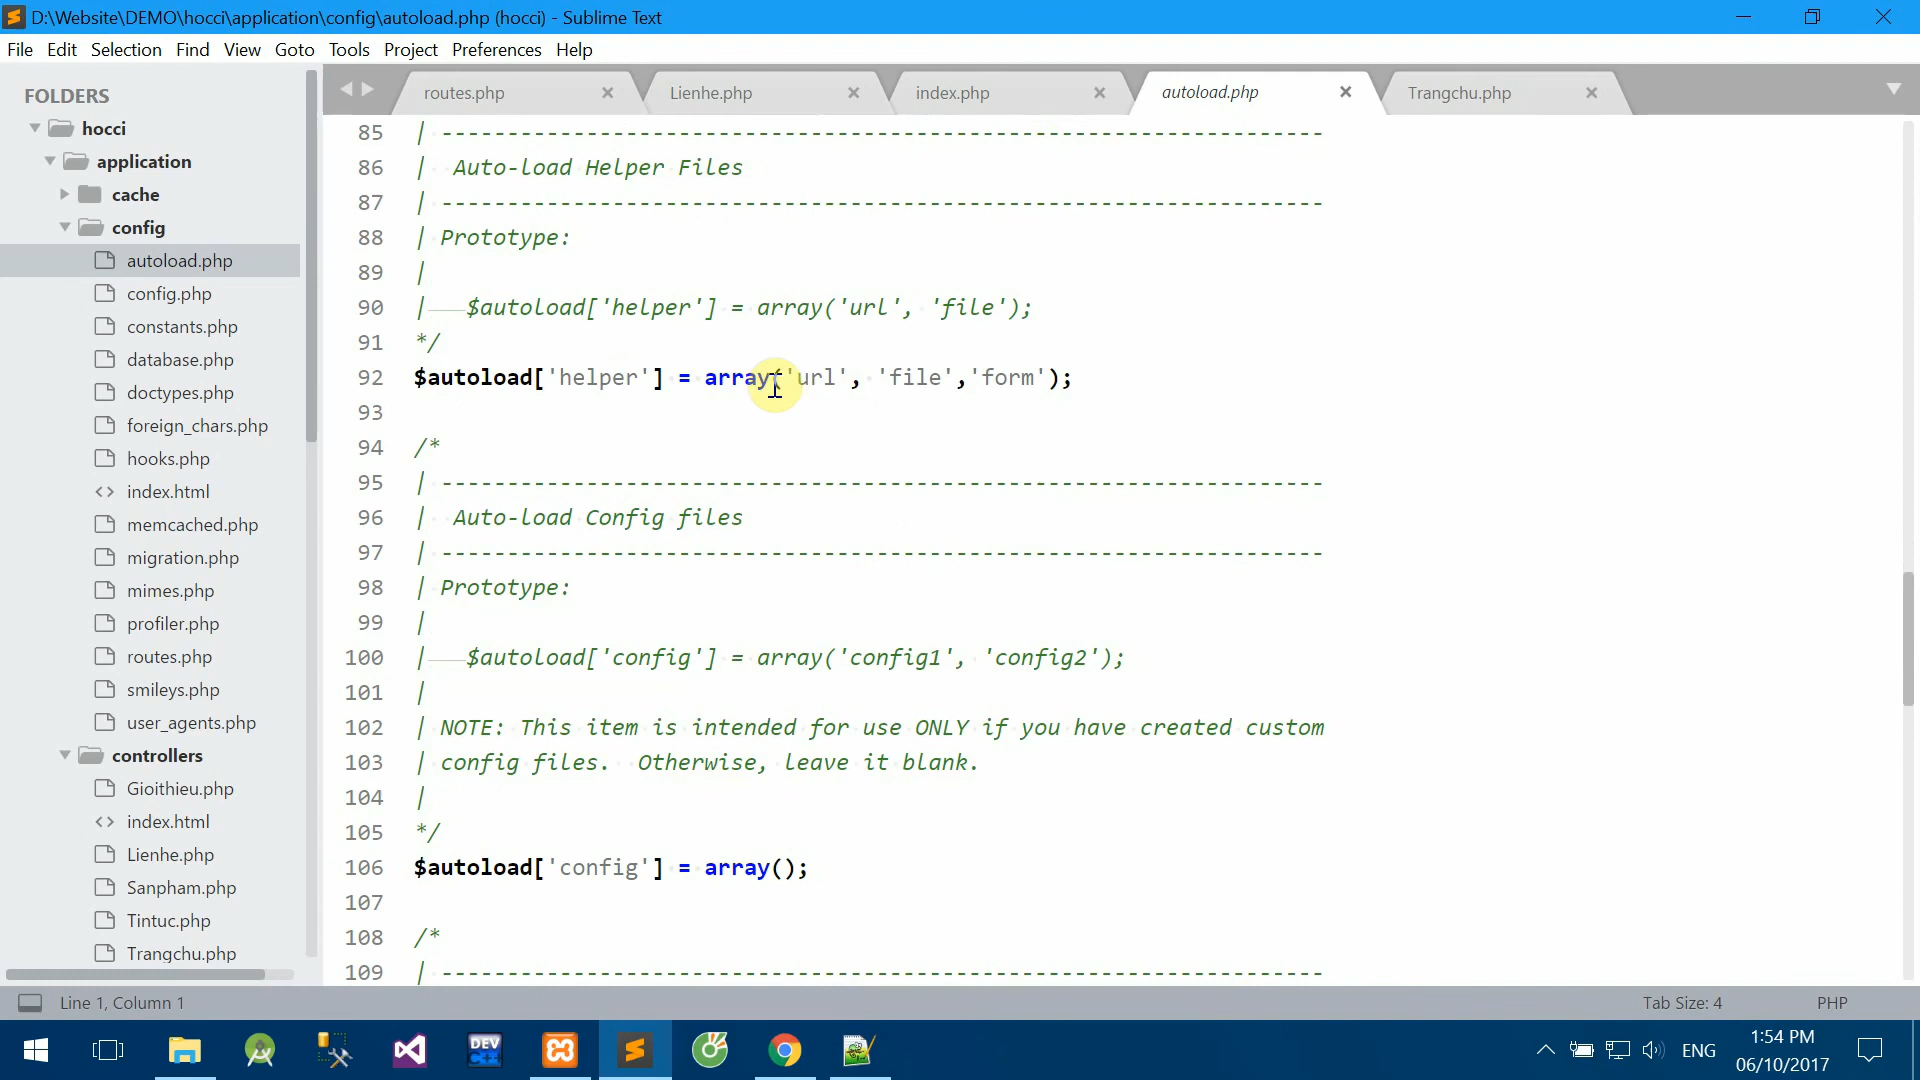 D:\Website\DEMO\hocci\application\config\autoload.php (hocci) - Sublime Text
File Edit Selection Find View Goto Tools Project Preferences Help
FOLDERS
hocci
application
cache
config
autoload.php
config.php
constants.php
database.php
doctypes.php
foreign_chars.php
hooks.php
index.html
memcached.php
migration.php
mimes.php
profiler.php
routes.php
smileys.php
user_agents.php
controllers
Gioithieu.php
index.html
Lienhe.php
Sanpham.php
Tintuc.php
Trangchu.php
routes.php × Lienhe.php × index.php × autoload.php × Trangchu.php ×
85 | -------------------------------------------------------------------
86 |  Auto-load Helper Files
87 | -------------------------------------------------------------------
88 | Prototype:
89 |
90 |	$autoload['helper'] = array('url', 'file');
91 */
92 $autoload['helper'] = array('url', 'file','form');
93
94 /*
95 | -------------------------------------------------------------------
96 |  Auto-load Config files
97 | -------------------------------------------------------------------
98 | Prototype:
99 |
100 |	$autoload['config'] = array('config1', 'config2');
101 |
102 | NOTE: This item is intended for use ONLY if you have created custom
103 | config files.  Otherwise, leave it blank.
104 |
105 */
106 $autoload['config'] = array();
107
108 /*
109 | -------------------------------------------------------------------
Line 1, Column 1 Tab Size: 4 PHP
DEV C++
ENG
1:54 PM
06/10/2017